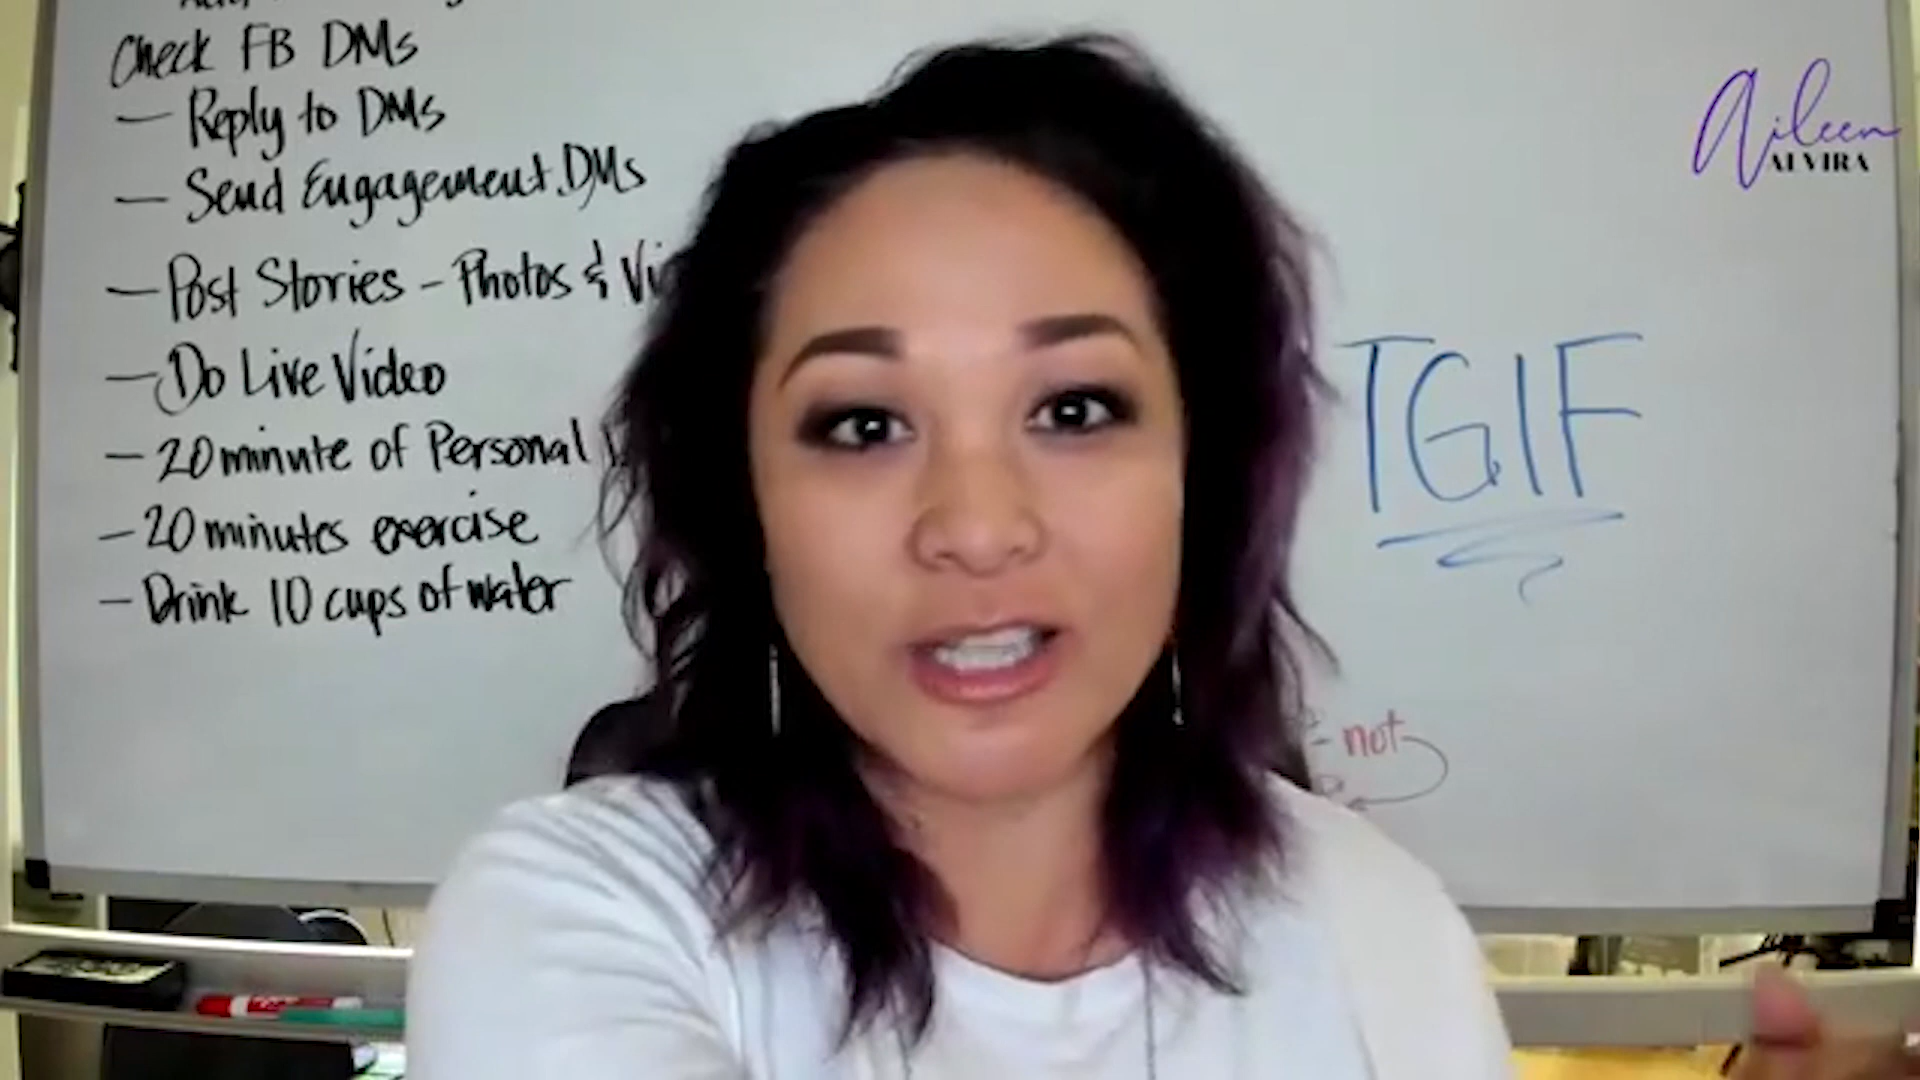 Check FB DMs
— Reply to DMs
— Send Engagement DMs
— Post Stories - Photos &
— Do Live Video
— 20 minute of Personal
— 20 minutes exercise
— Drink 10 cups of water
Aileen
ALVIRA
TGIF
- not